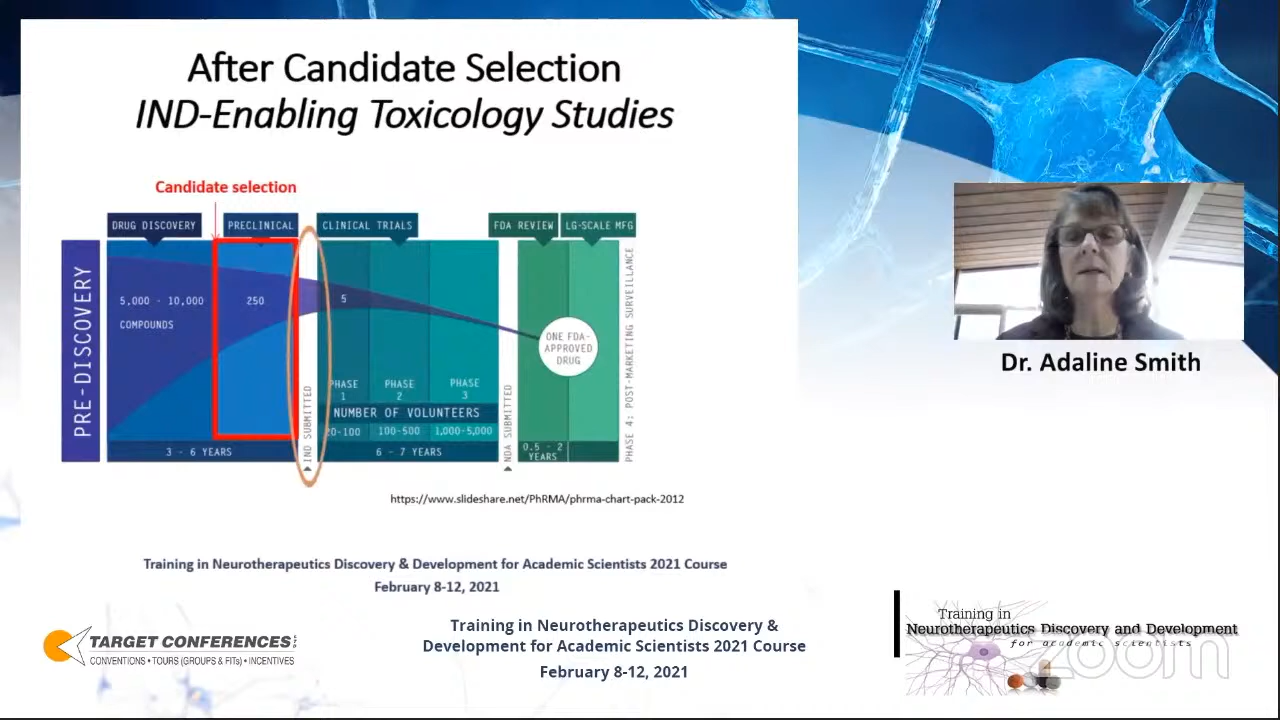 After Candidate Selection
IND-Enabling Toxicology Studies
Candidate selection
DRUG DISCOVERY
PRECLINICAL
CLINICAL TRIALS
FDA REVIEW
LG-SCALE MFG
PRE-DISCOVERY
5,000 - 10,000
COMPOUNDS
250
5
ONE FDA-
APPROVED
DRUG
PHASE
1
PHASE
2
PHASE
3
NUMBER OF VOLUNTEERS
20-100
100-500
1,000-5,000
3 - 6 YEARS
IND SUBMITTED
6 - 7 YEARS
NDA SUBMITTED
0.5 - 2
YEARS
PHASE 4: POST-MARKETING SURVEILLANCE
https://www.slideshare.net/PhRMA/phrma-chart-pack-2012
Training in Neurotherapeutics Discovery & Development for Academic Scientists 2021 Course
February 8-12, 2021
Dr. Adaline Smith
TARGET CONFERENCES
CONVENTIONS • TOURS (GROUPS & FITs) • INCENTIVES
Training in Neurotherapeutics Discovery &
Development for Academic Scientists 2021 Course
February 8-12, 2021
Training in
Neurotherapeutics Discovery and Development
for academic scientists
zoom